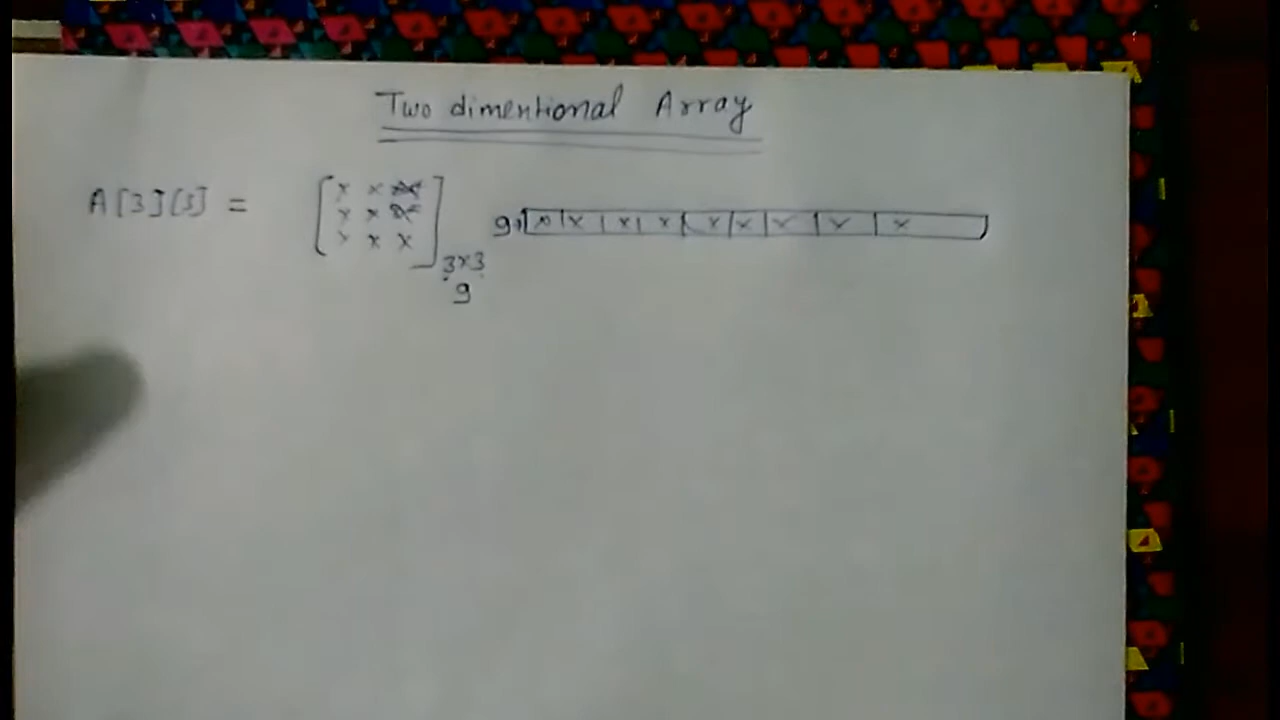 Two dimentional Array
A[3][3] =
x x x
x x x
x x x
3x3
9
9
x x x x x x x x x